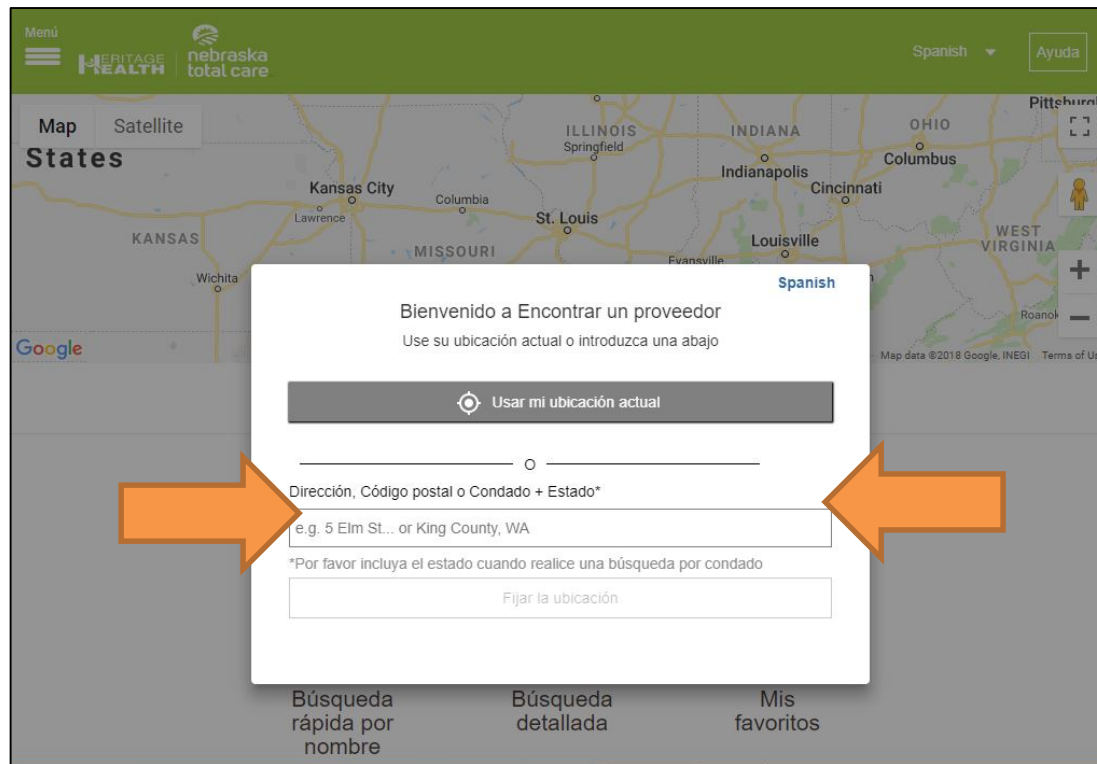 Menú
HERITAGE HEALTH
nebraska total care
Spanish
Ayuda
Map Satellite
States
ILLINOIS
Springfield
INDIANA
Indianapolis
OHIO
Columbus
Kansas City
Lawrence
Columbia
St. Louis
Cincinnati
KANSAS
MISSOURI
Louisville
Evansville
WEST VIRGINIA
Wichita
Google
Map data ©2018 Google, INEGI
Spanish
Bienvenido a Encontrar un proveedor
Use su ubicación actual o introduzca una abajo
Usar mi ubicación actual
O
Dirección, Código postal o Condado + Estado*
e.g. 5 Elm St... or King County, WA
*Por favor incluya el estado cuando realice una búsqueda por condado
Fijar la ubicación
Búsqueda rápida por nombre
Búsqueda detallada
Mis favoritos